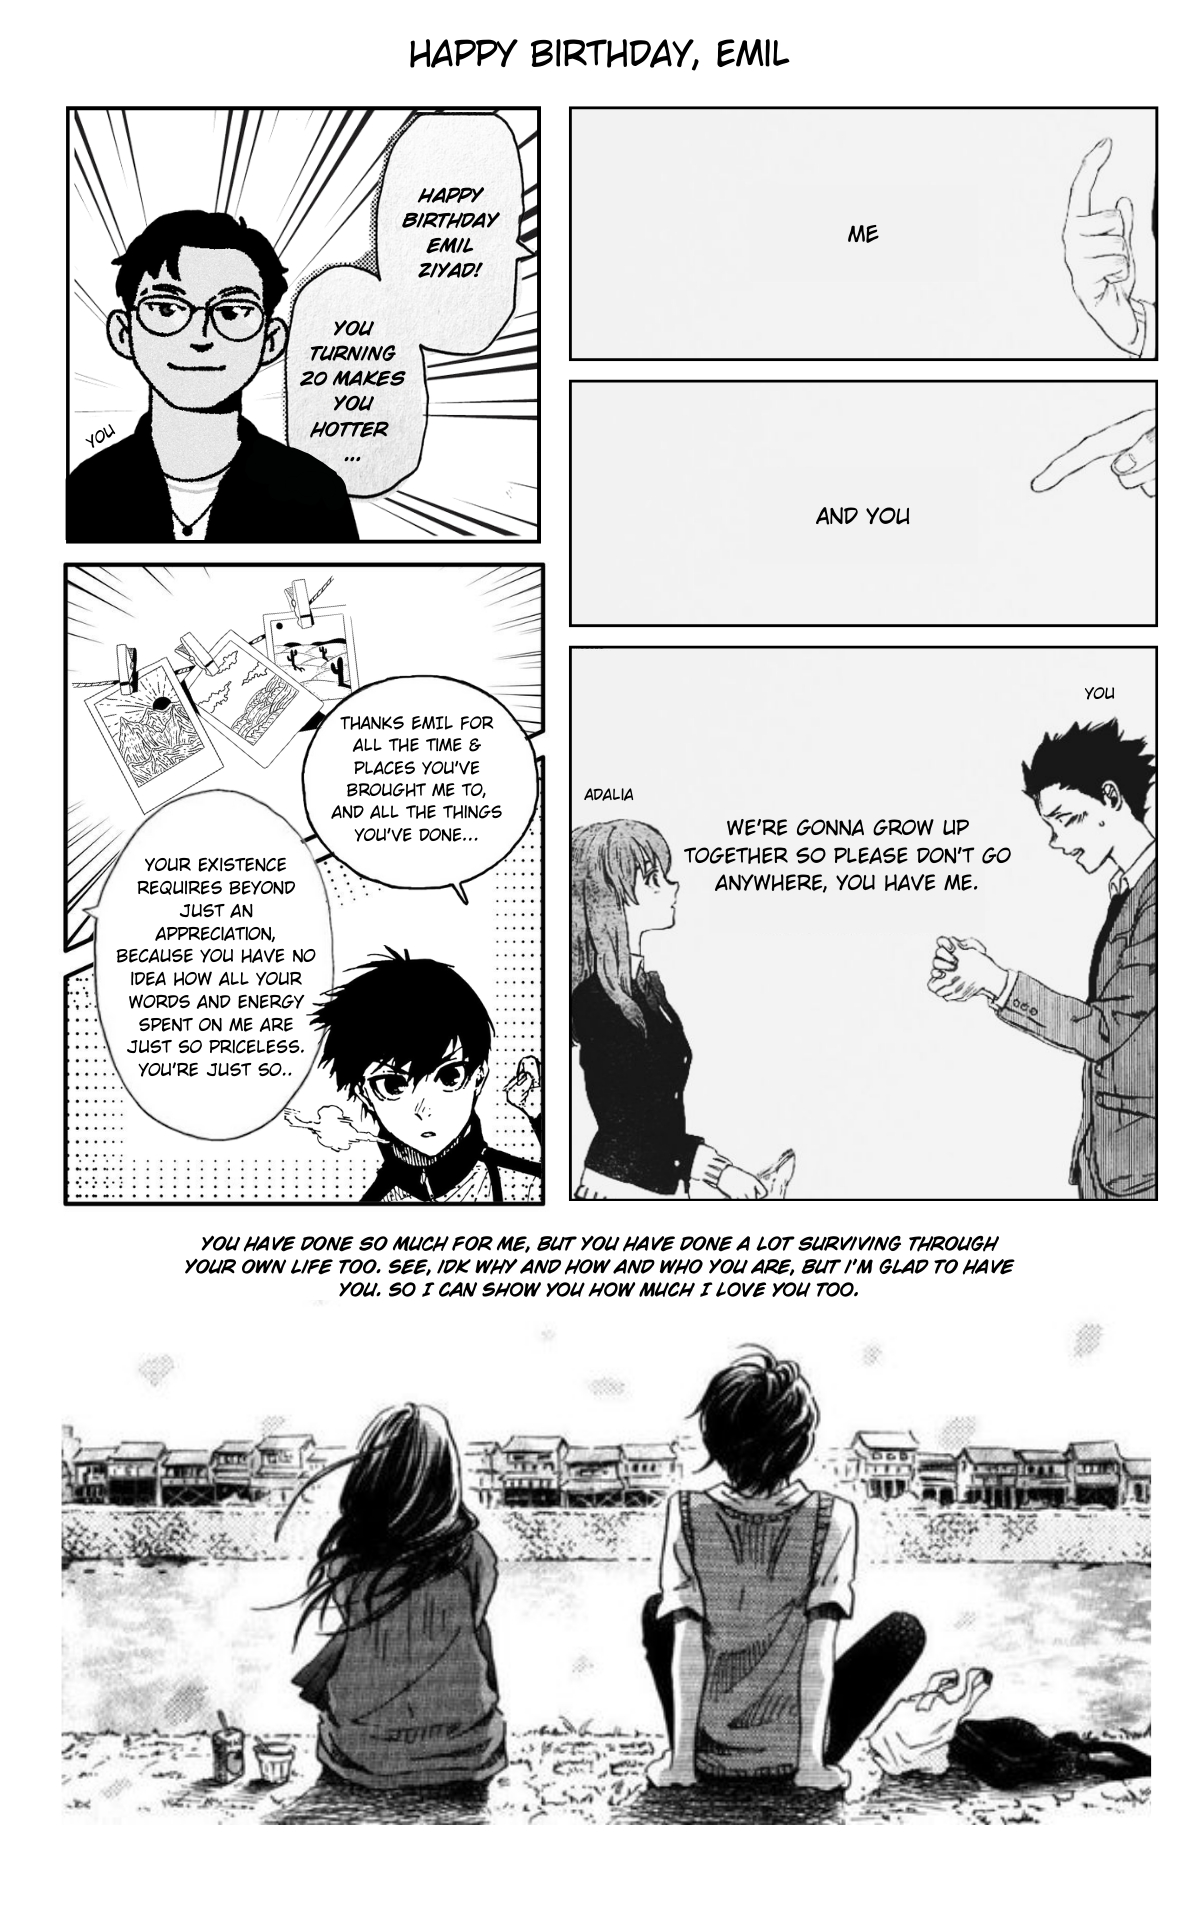 HAPPY BIRTHDAY, EMIL
HAPPY
BIRTHDAY
EMIL
ZIYAD!
YOU
TURNING
20 MAKES
YOU
HOTTER
...
YOU
ME
AND YOU
THANKS EMIL FOR
ALL THE TIME &
PLACES YOU'VE
BROUGHT ME TO,
AND ALL THE THINGS
YOU'VE DONE...
YOUR EXISTENCE
REQUIRES BEYOND
JUST AN
APPRECIATION,
BECAUSE YOU HAVE NO
IDEA HOW ALL YOUR
WORDS AND ENERGY
SPENT ON ME ARE
JUST SO PRICELESS.
YOU'RE JUST SO..
YOU
ADALIA
WE'RE GONNA GROW UP
TOGETHER SO PLEASE DON'T GO
ANYWHERE, YOU HAVE ME.
YOU HAVE DONE SO MUCH FOR ME, BUT YOU HAVE DONE A LOT SURVIVING THROUGH
YOUR OWN LIFE TOO. SEE, IDK WHY AND HOW AND WHO YOU ARE, BUT I'M GLAD TO HAVE
YOU. SO I CAN SHOW YOU HOW MUCH I LOVE YOU TOO.